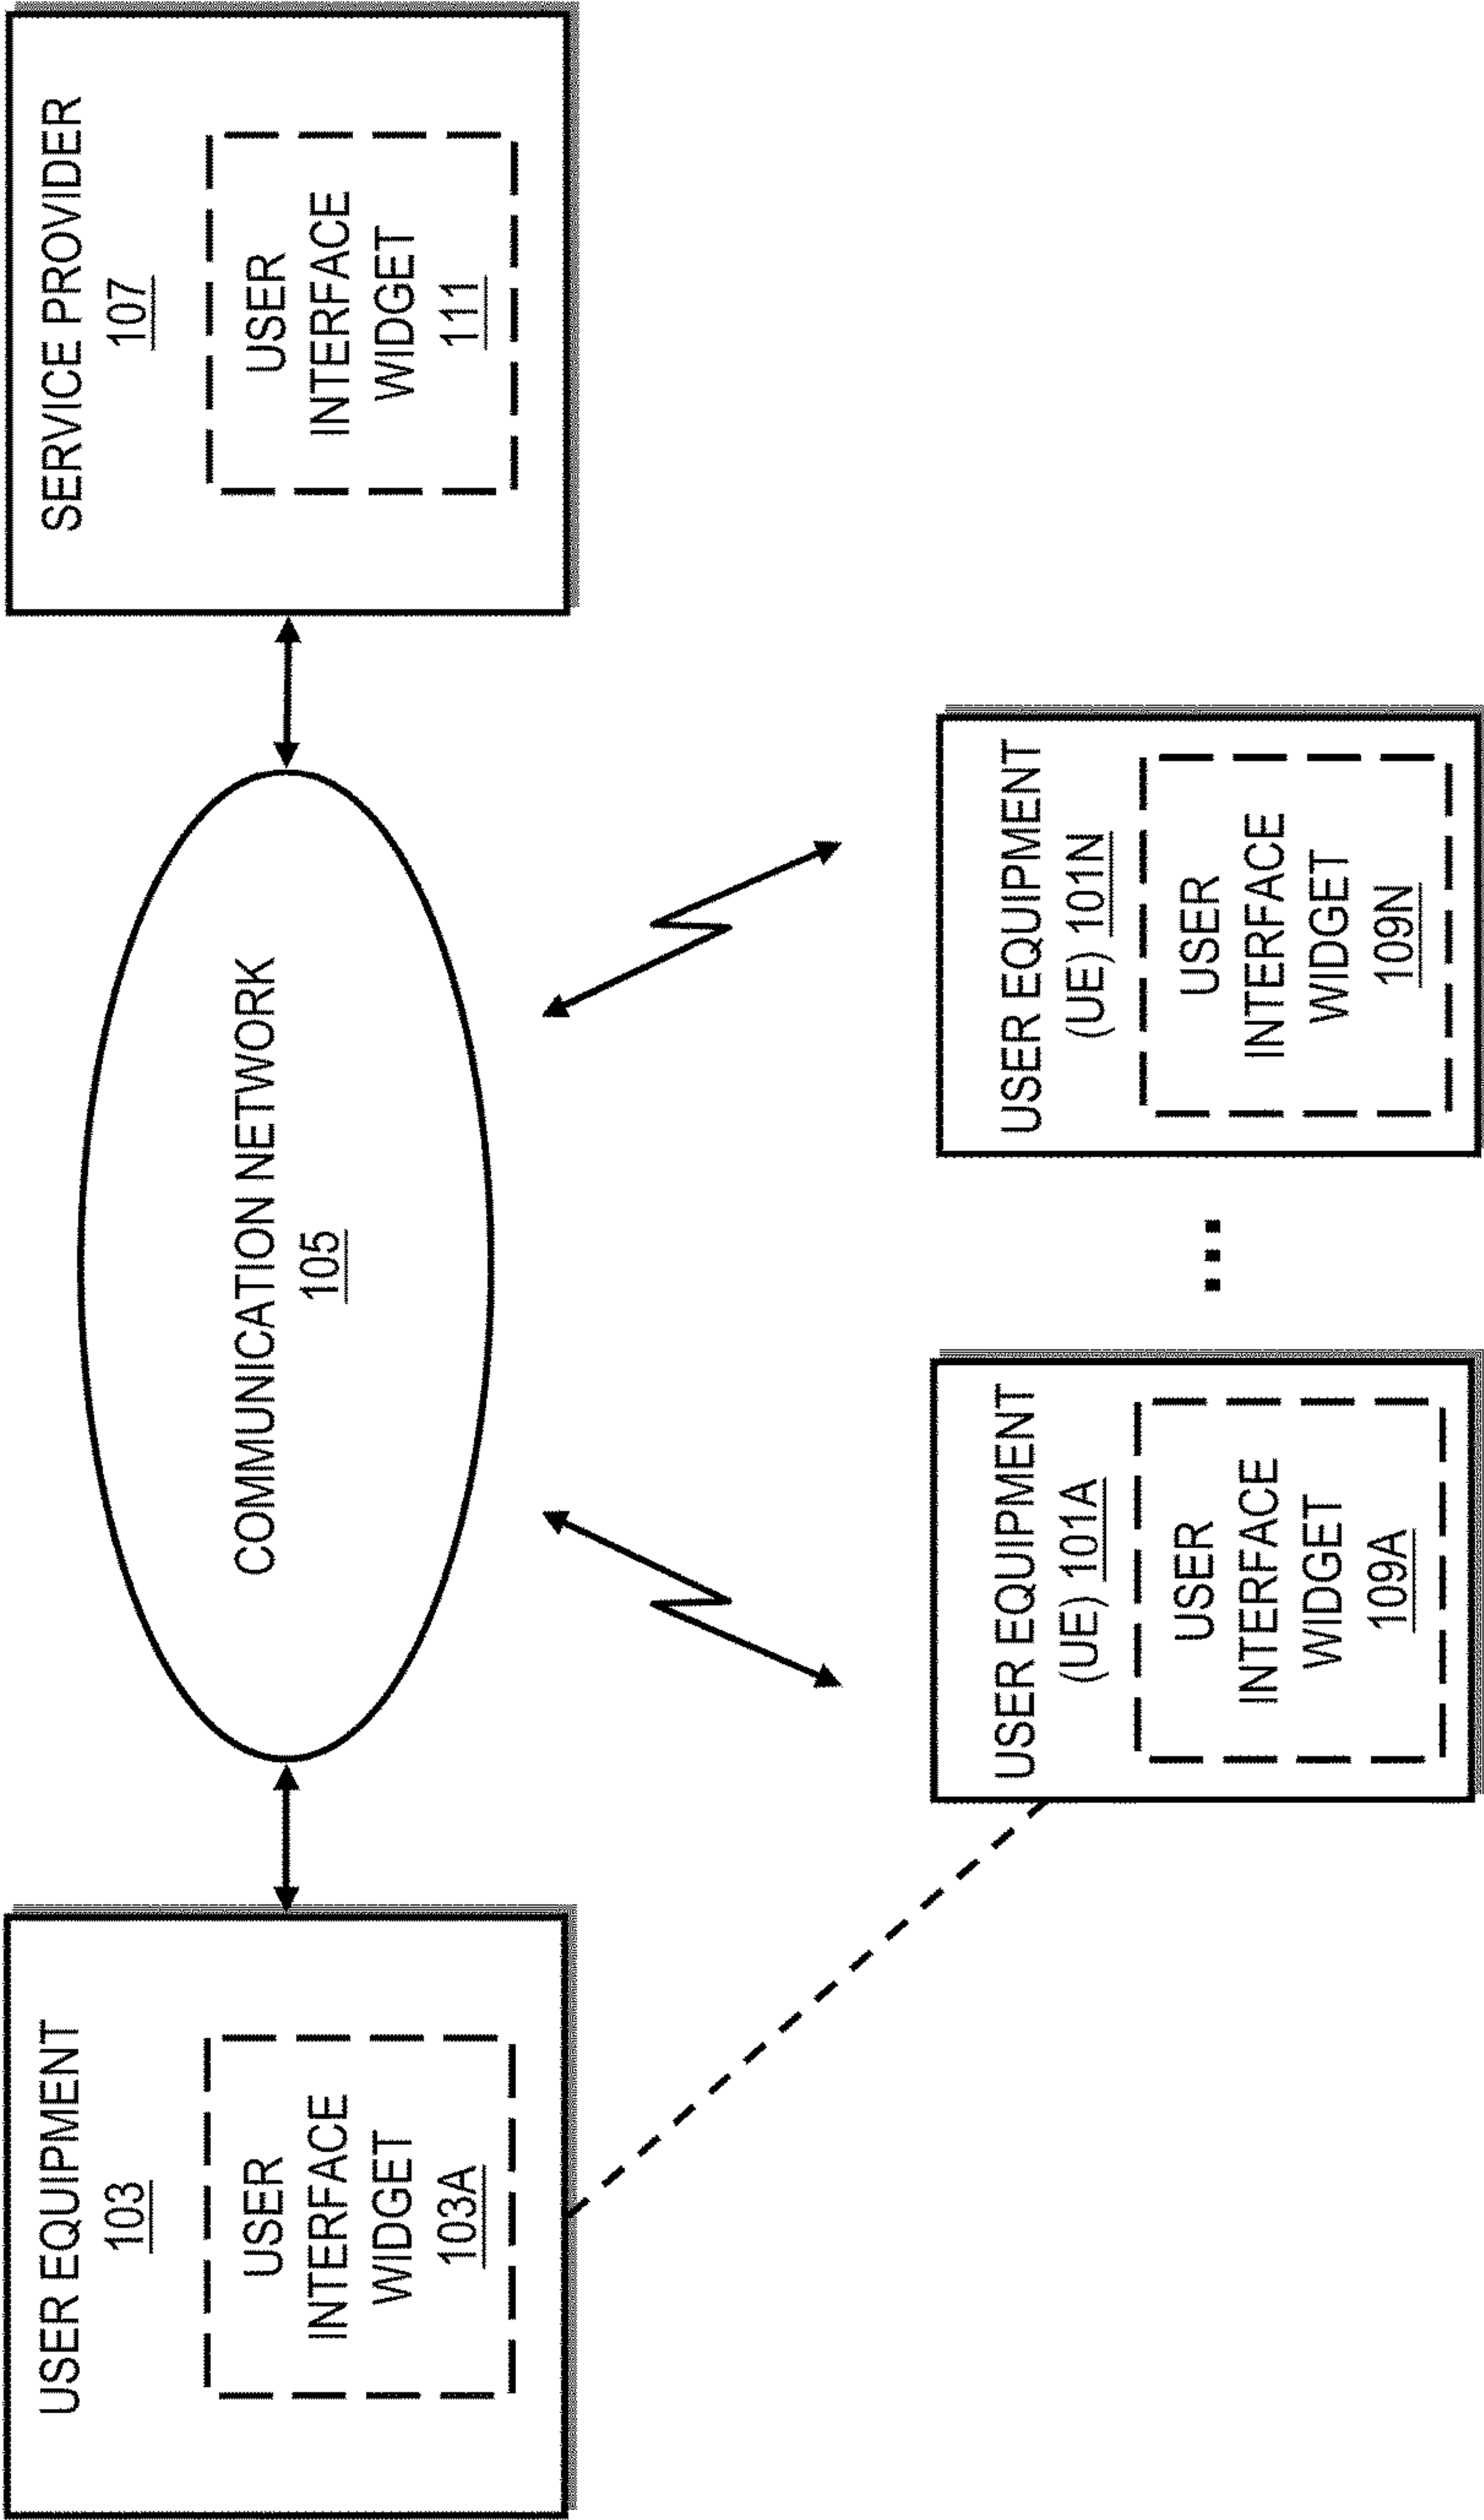 USER EQUIPMENT
103
USER
INTERFACE
WIDGET
103A
COMMUNICATION NETWORK
105
SERVICE PROVIDER
107
USER
INTERFACE
WIDGET
111
USER EQUIPMENT
(UE) 101A
USER
INTERFACE
WIDGET
109A
...
USER EQUIPMENT
(UE) 101N
USER
INTERFACE
WIDGET
109N